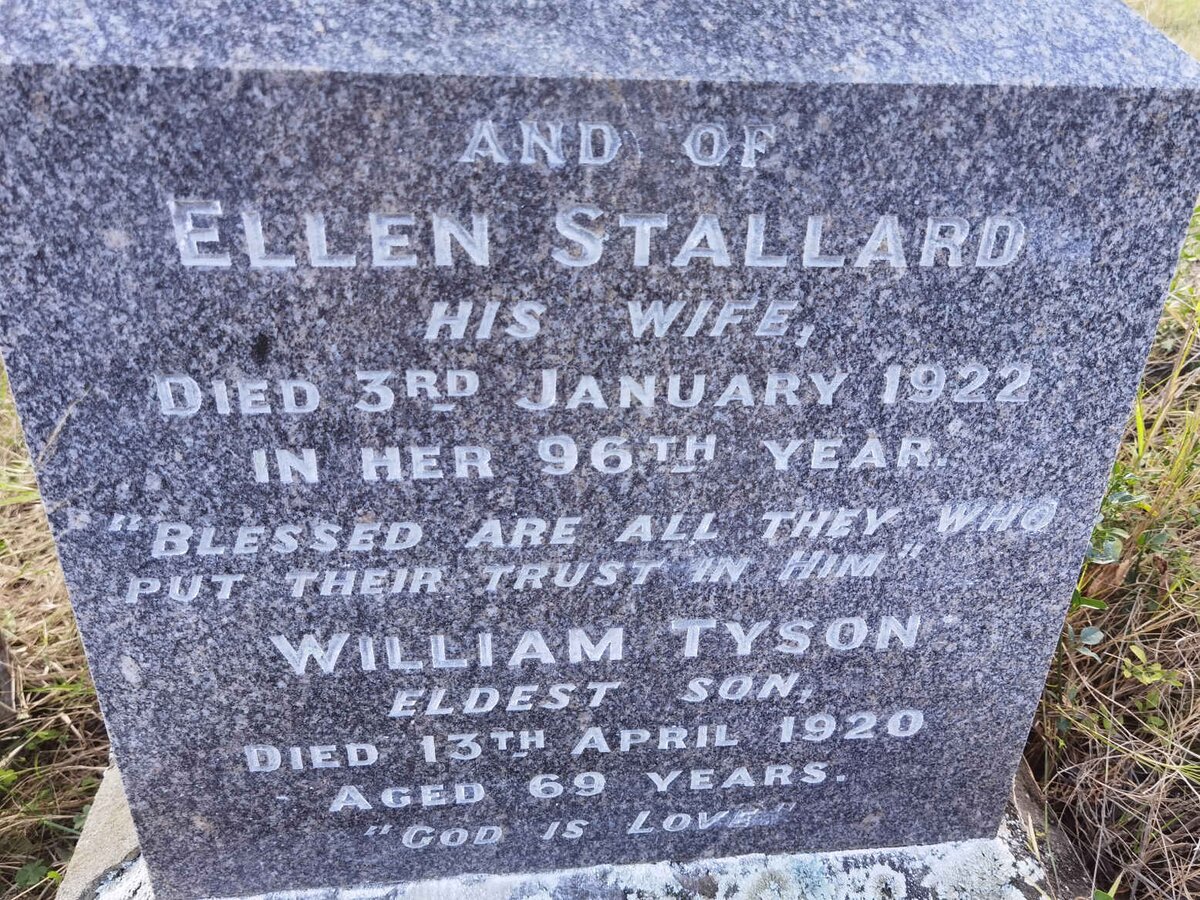 AND OF
ELLEN STALLARD
HIS WIFE,
DIED 3RD JANUARY 1922
IN HER 96TH YEAR.
"BLESSED ARE ALL THEY WHO
PUT THEIR TRUST IN HIM"
WILLIAM TYSON
ELDEST SON,
DIED 13TH APRIL 1920
AGED 69 YEARS.
"GOD IS LOVE"